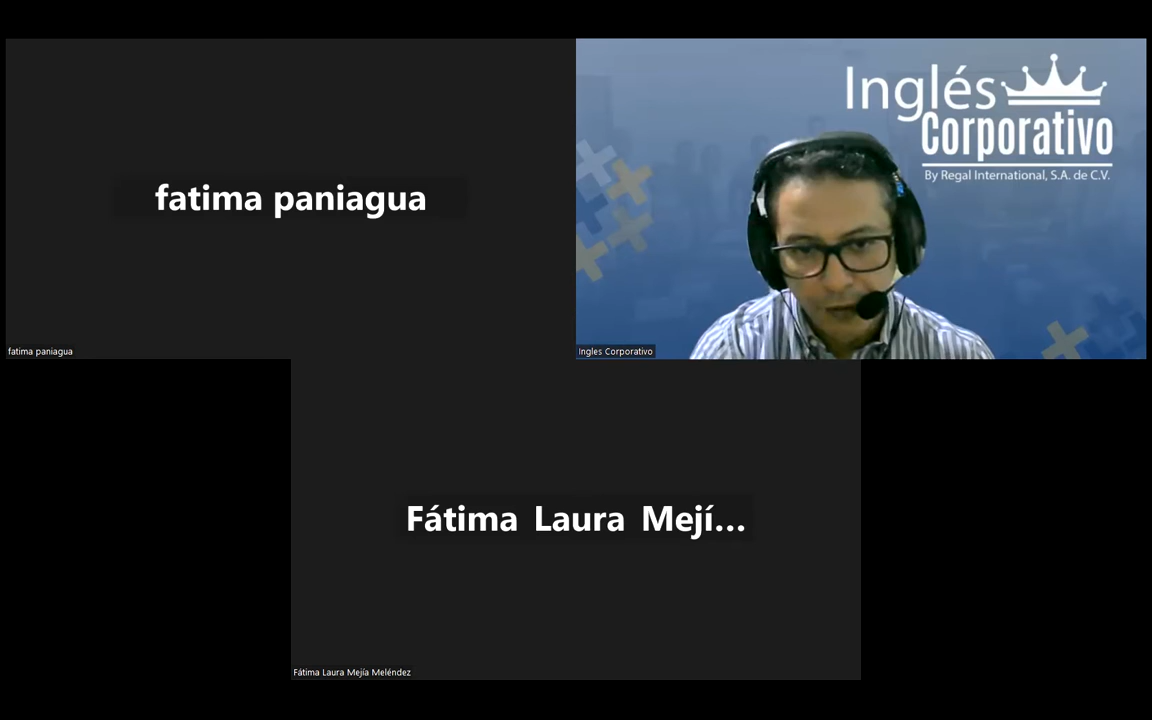 fatima paniagua
fatima paniagua
Inglés
Corporativo
By Regal International, S.A. de C.V.
Ingles Corporativo
Fátima Laura Mejí...
Fátima Laura Mejía Meléndez